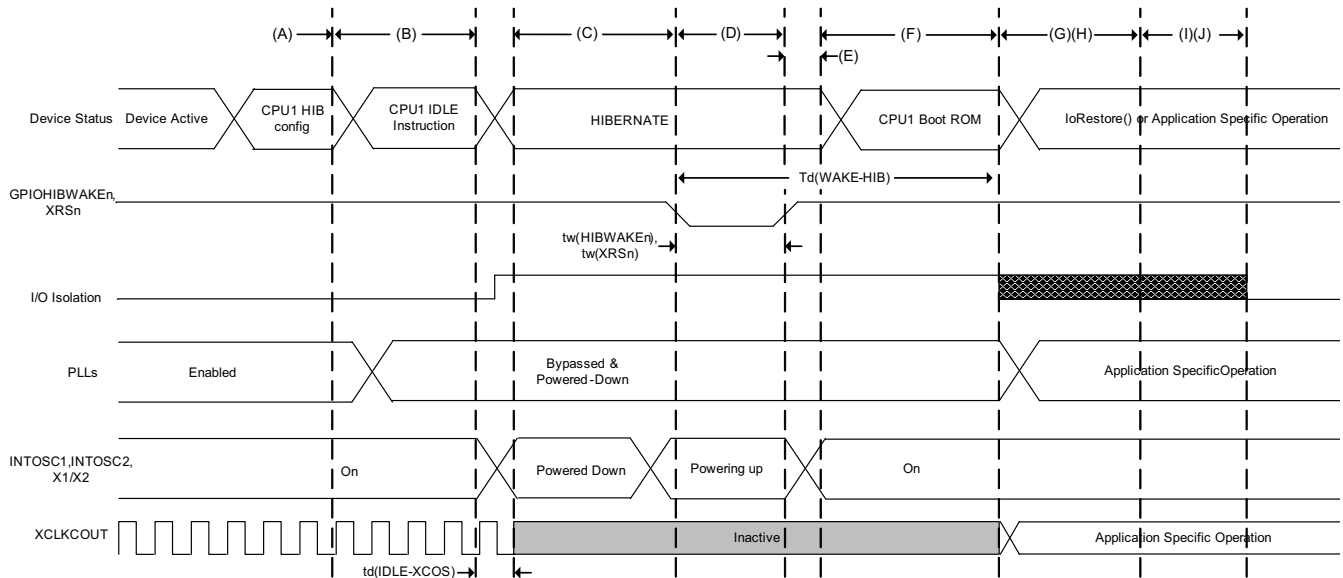 (A)
(B)
(C)
(D)
(E)
(F)
(G)(H)
(I)(J)
Device Status
Device Active
CPU1 HIB
config
CPU1 IDLE
Instruction
HIBERNATE
CPU1 Boot ROM
IoRestore() or Application Specific Operation
Td(WAKE-HIB)
GPIOHIBWAKEn,
XRSn
tw(HIBWAKEn),
tw(XRSn)
I/O Isolation
PLLs
Enabled
Bypassed &
Powered-Down
Application SpecificOperation
INTOSC1,INTOSC2,
X1/X2
On
Powered Down
Powering up
On
XCLKCOUT
Inactive
Application Specific Operation
td(IDLE-XCOS)